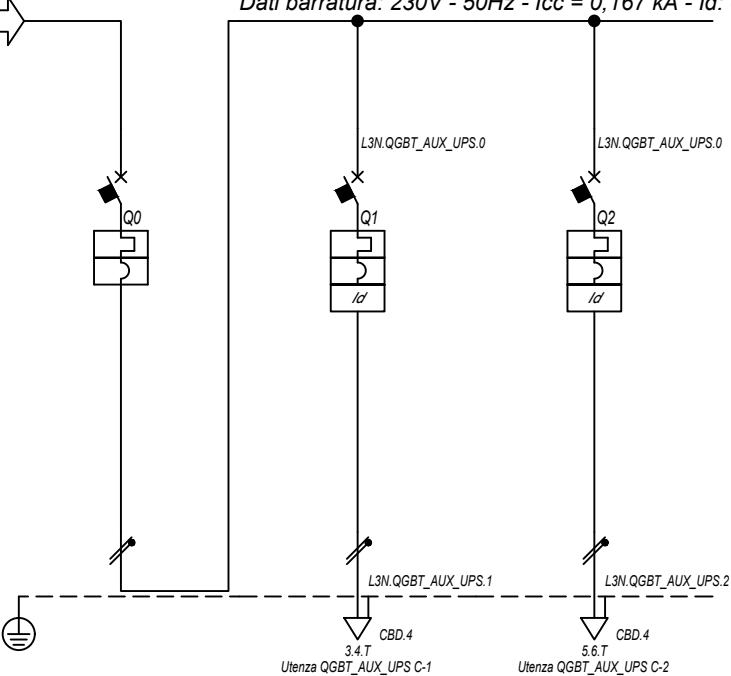 Dati barratura: 230V - 50Hz - Icc = 0,167 kA - Id:
L3N.QGBT_AUX_UPS.0
L3N.QGBT_AUX_UPS.0
Q0
Q1
Q2
Id
Id
L3N.QGBT_AUX_UPS.1
L3N.QGBT_AUX_UPS.2
CBD.4
CBD.4
3.4.T
5.6.T
Utenza QGBT_AUX_UPS C-1
Utenza QGBT_AUX_UPS C-2